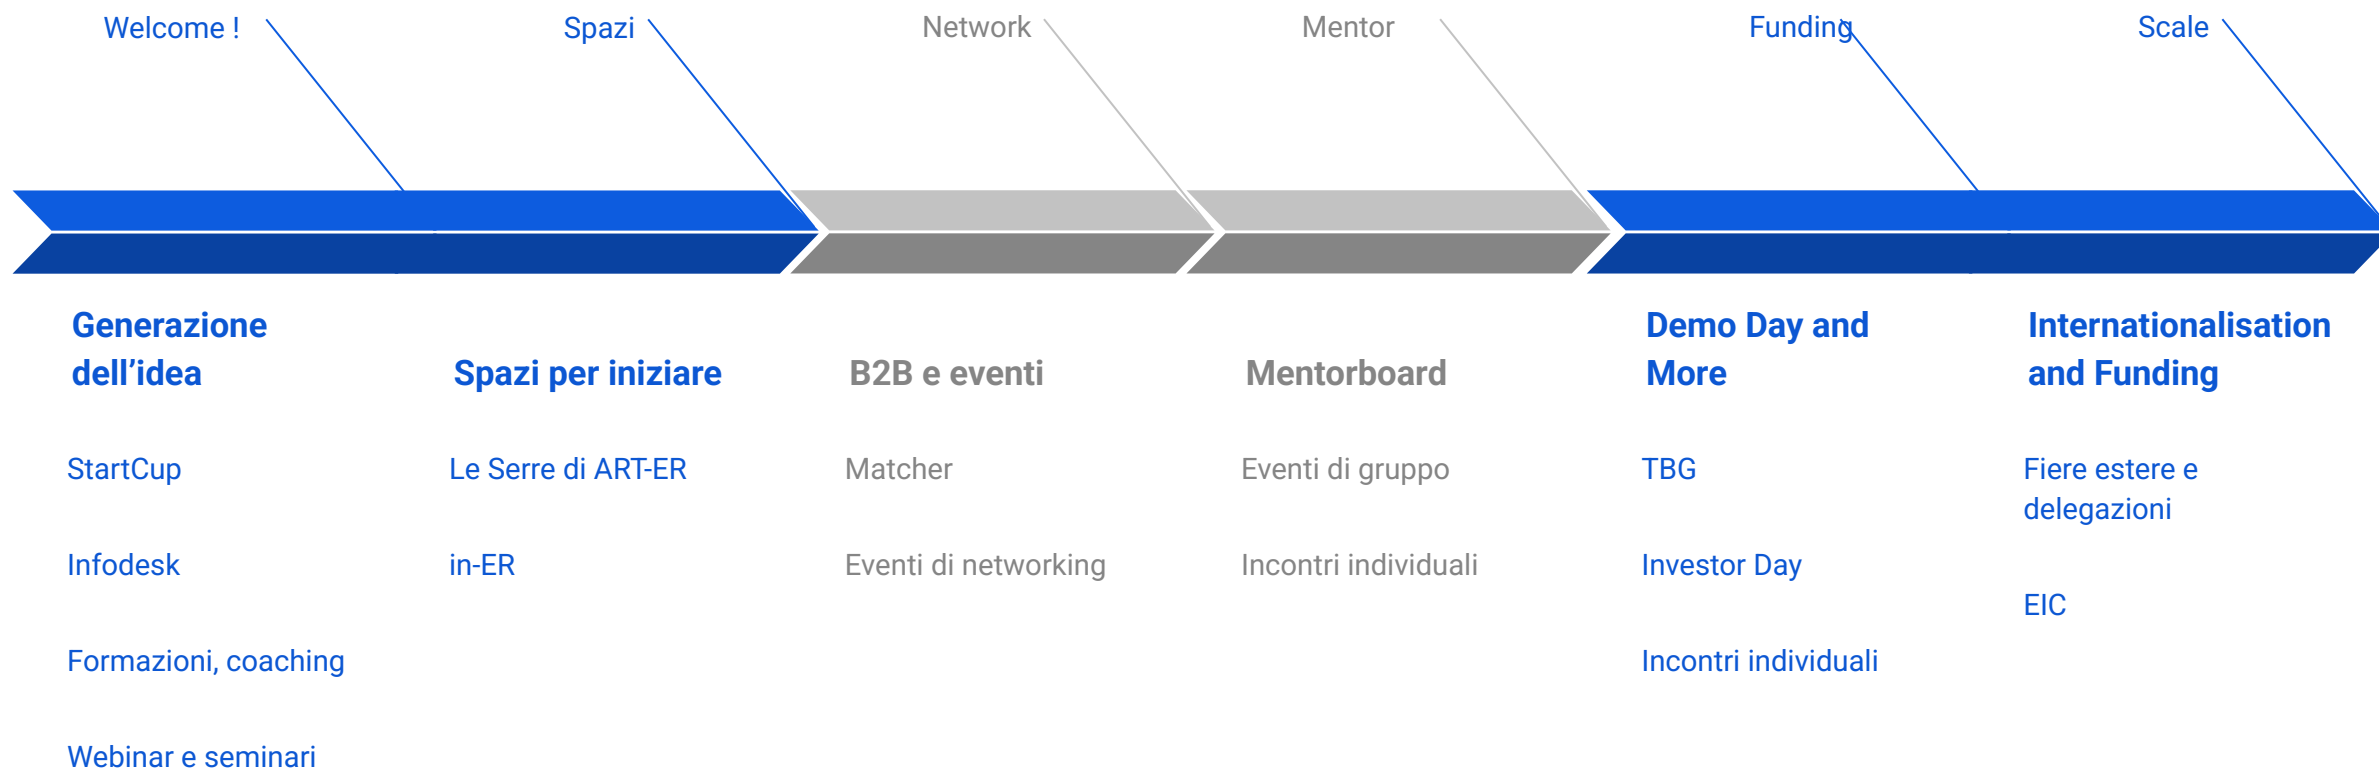 Welcome !
Spazi
Network
Mentor
Funding
Scale
Generazione
dell’idea
StartCup
Infodesk
Formazioni, coaching
Webinar e seminari
Spazi per iniziare
Le Serre di ART-ER
in-ER
B2B e eventi
Matcher
Eventi di networking
Mentorboard
Eventi di gruppo
Incontri individuali
Demo Day and
More
TBG
Investor Day
Incontri individuali
Internationalisation
and Funding
Fiere estere e
delegazioni
EIC